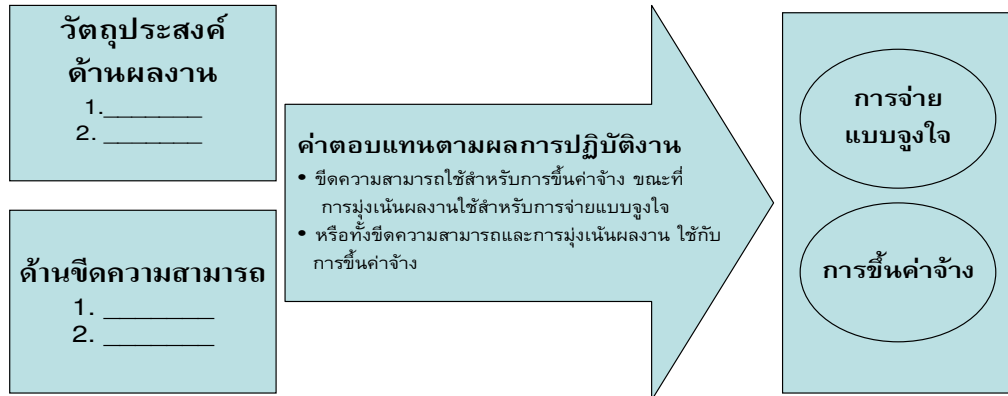 วัตถุประสงค์
ด้านผลงาน
1._______
2. _______
ด้านขีดความสามารถ
1. ________
2. ________
ค่าตอบแทนตามผลการปฏิบัติงาน
• ขีดความสามารถใช้สำหรับการขึ้นค่าจ้าง ขณะที่
การมุ่งเน้นผลงานใช้สำหรับการจ่ายแบบจูงใจ
• หรือทั้งขีดความสามารถและการมุ่งเน้นผลงาน ใช้กับ
การขึ้นค่าจ้าง
การจ่าย
แบบจูงใจ
การขึ้นค่าจ้าง